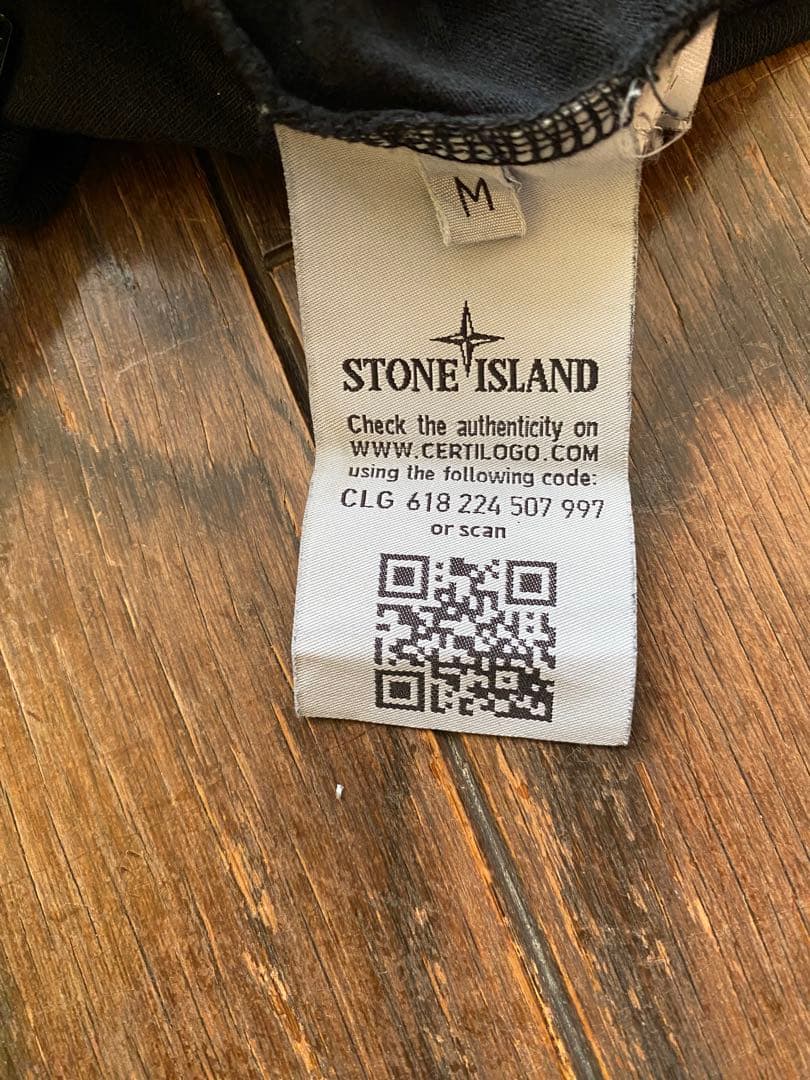 M
STONE ISLAND
Check the authenticity on
WWW.CERTILOGO.COM
using the following code:
CLG 618 224 507 997
or scan